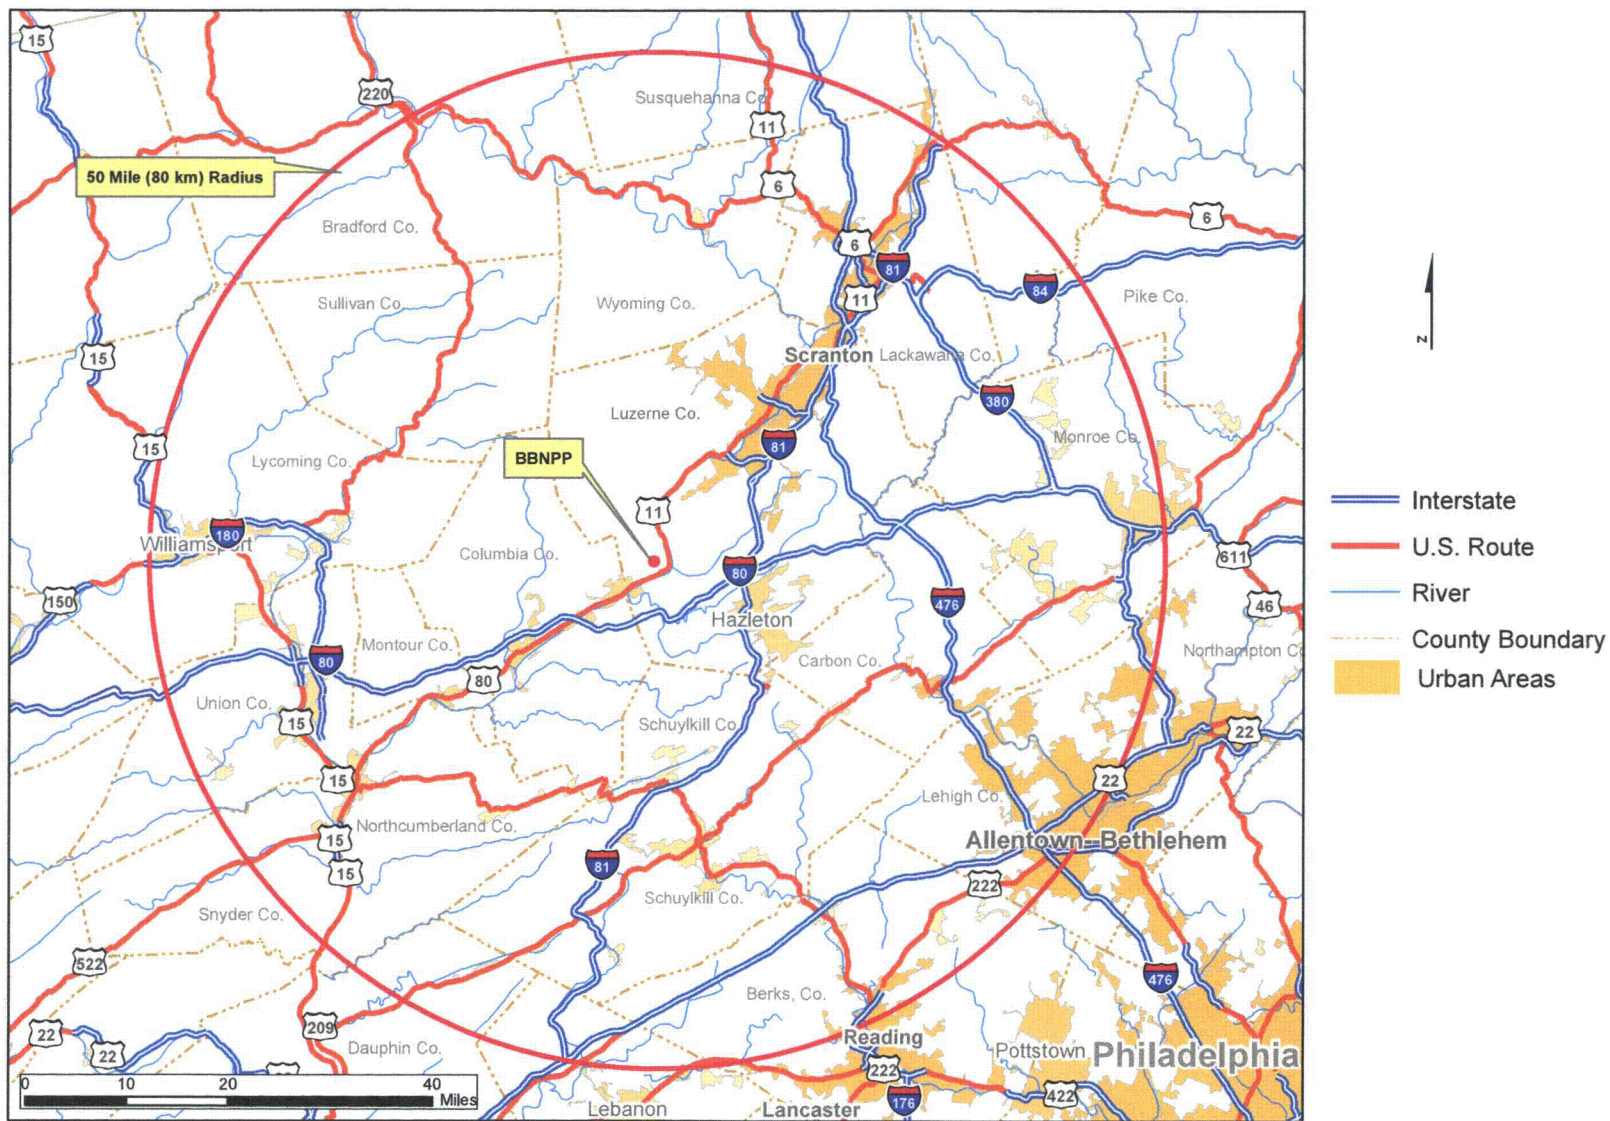 15
220
Susquehanna Co.
11
50 Mile (80 km) Radius
6
6
Bradford Co.
6
81
84
Pike Co.
Sullivan Co.
Wyoming Co.
11
N
15
Scranton
Lackawana Co.
380
Luzerne Co.
15
81
Monroe Co.
Lycoming Co.
BBNPP
11
Interstate
180
Williamsport
U.S. Route
Columbia Co.
611
80
River
150
476
46
Hazleton
County Boundary
Montour Co.
80
Carbon Co.
Northampton C
80
Urban Areas
Union Co.
15
Schuylkill Co
22
15
22
Lehigh Co.
Northcumberland Co.
15
Allentown--Bethlehem
81
15
222
Schuylkill Co.
Snyder Co.
522
476
Berks, Co.
22
209
Reading
22
Dauphin Co.
Pottstown
Philadelphia
222
0 10 20 40
Miles
422
176
Lebanon
Lancaster